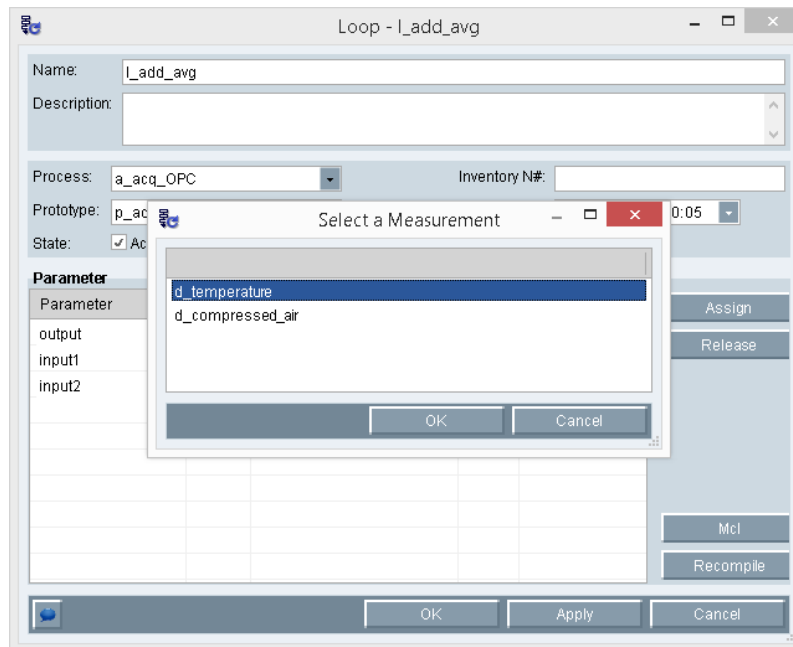 Loop - l_add_avg
Name: l_add_avg
Description:
Process: a_acq_OPC Inventory N#:
Prototype: p_ac 0:05
State: Ac
Select a Measurement
d_temperature
d_compressed_air
OK Cancel
Parameter
Parameter
output
input1
input2
Assign
Release
Mcl
Recompile
OK Apply Cancel